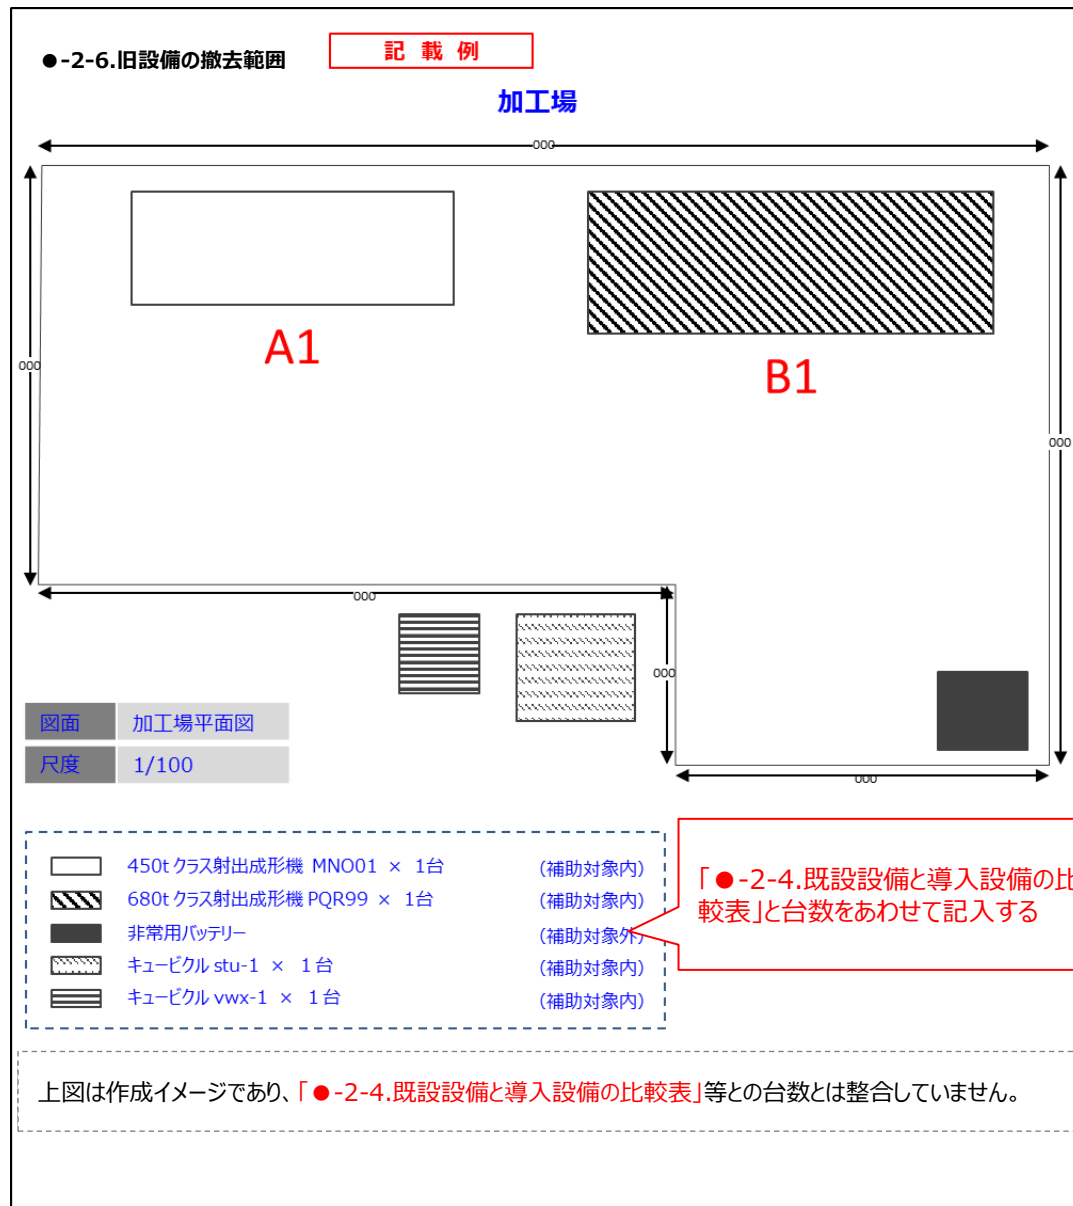 ●-2-6.旧設備の撤去範囲
記 載 例
加工場
000
000
A1
B1
000
000
000
000
図面 加工場平面図
尺度 1/100
450t クラス射出成形機 MNO01 × 1台 (補助対象内)
680t クラス射出成形機 PQR99 × 1台 (補助対象内)
非常用バッテリー (補助対象外)
キュービクル stu-1 × 1台 (補助対象内)
キュービクル vwx-1 × 1台 (補助対象内)
「●-2-4.既設設備と導入設備の比
較表」と台数をあわせて記入する
上図は作成イメージであり、「●-2-4.既設設備と導入設備の比較表」等との台数とは整合していません。